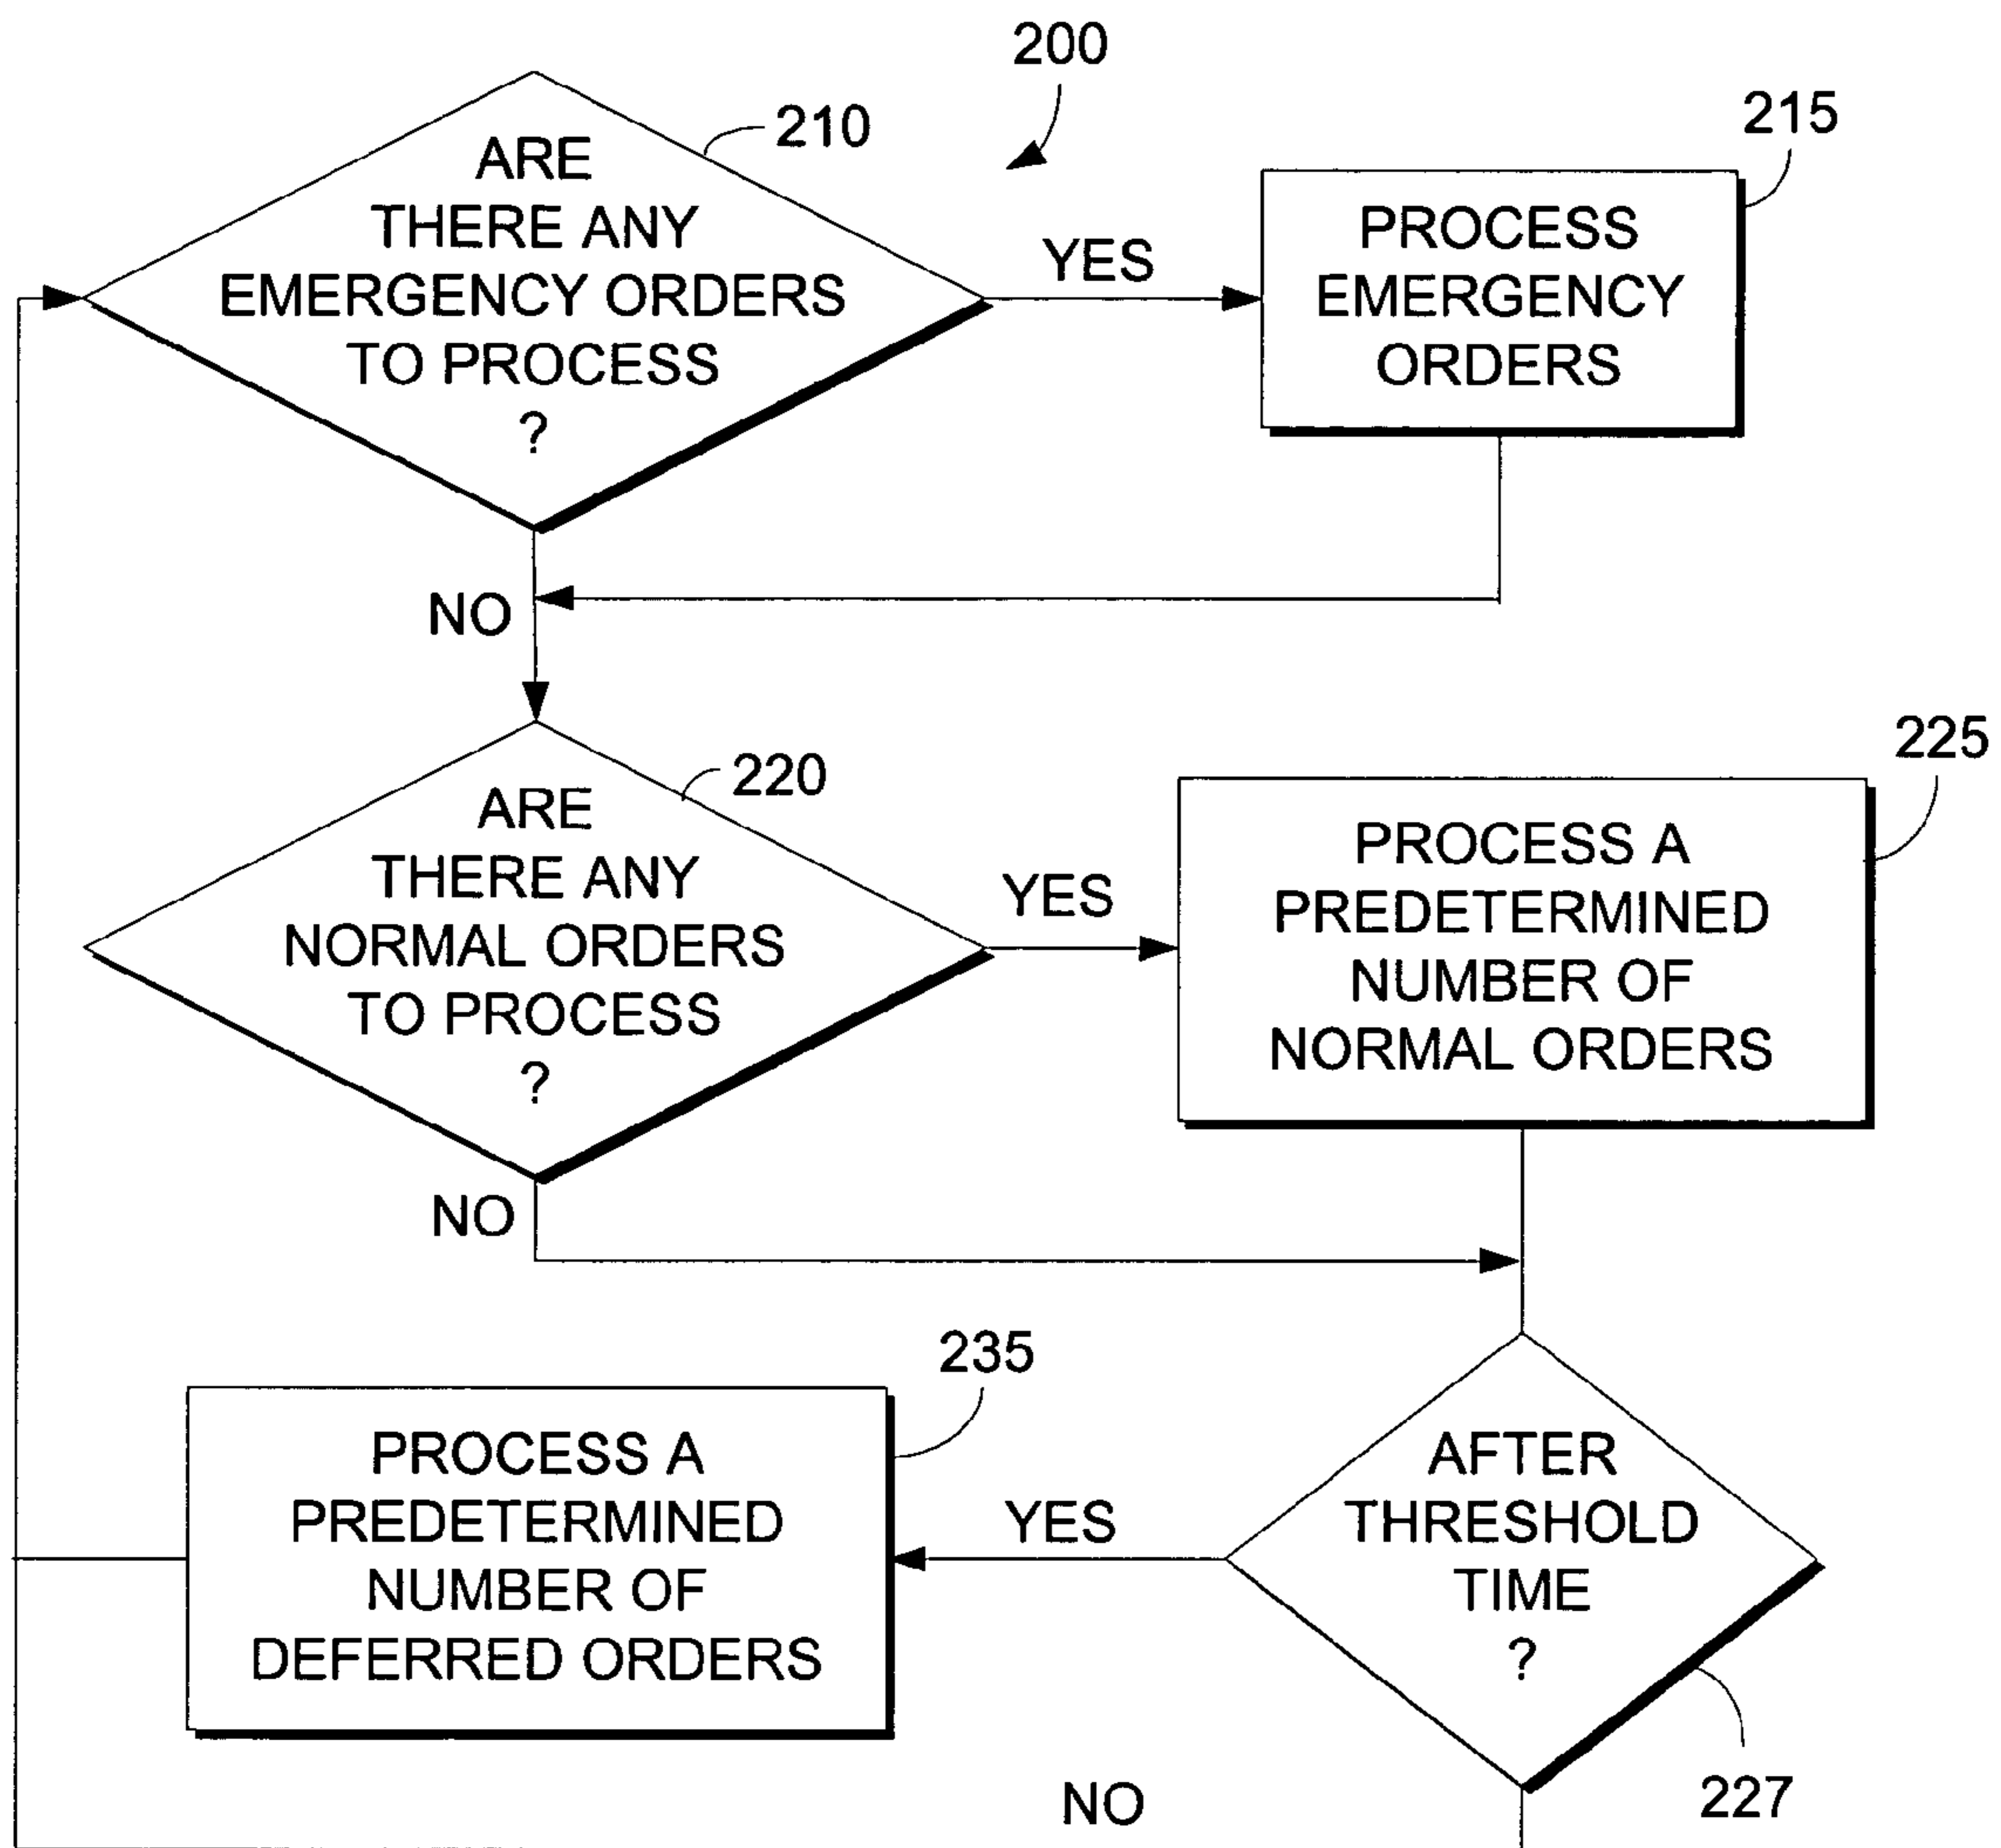 200
210
ARE
THERE ANY
EMERGENCY ORDERS
TO PROCESS
?
YES
215
PROCESS
EMERGENCY
ORDERS
NO
220
ARE
THERE ANY
NORMAL ORDERS
TO PROCESS
?
YES
225
PROCESS A
PREDETERMINED
NUMBER OF
NORMAL ORDERS
NO
235
PROCESS A
PREDETERMINED
NUMBER OF
DEFERRED ORDERS
YES
AFTER
THRESHOLD
TIME
?
227
NO